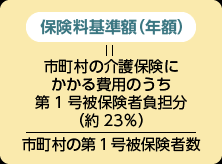 保険料基準額（年額）
||
市町村の介護保険に
かかる費用のうち
第1号被保険者負担分
（約23％）
市町村の第1号被保険者数